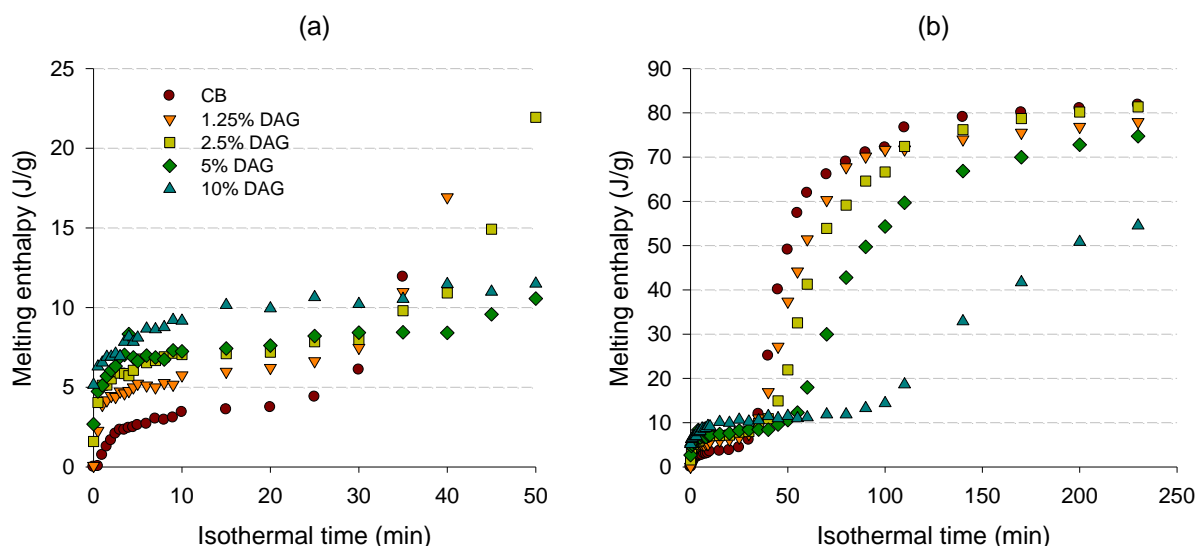 (a)
25
20
15
10
5
0
Melting enthalpy (J/g)
CB
1.25% DAG
2.5% DAG
5% DAG
10% DAG
0 10 20 30 40 50
Isothermal time (min)
(b)
90
80
70
60
50
40
30
20
10
0
Melting enthalpy (J/g)
0 50 100 150 200 250
Isothermal time (min)